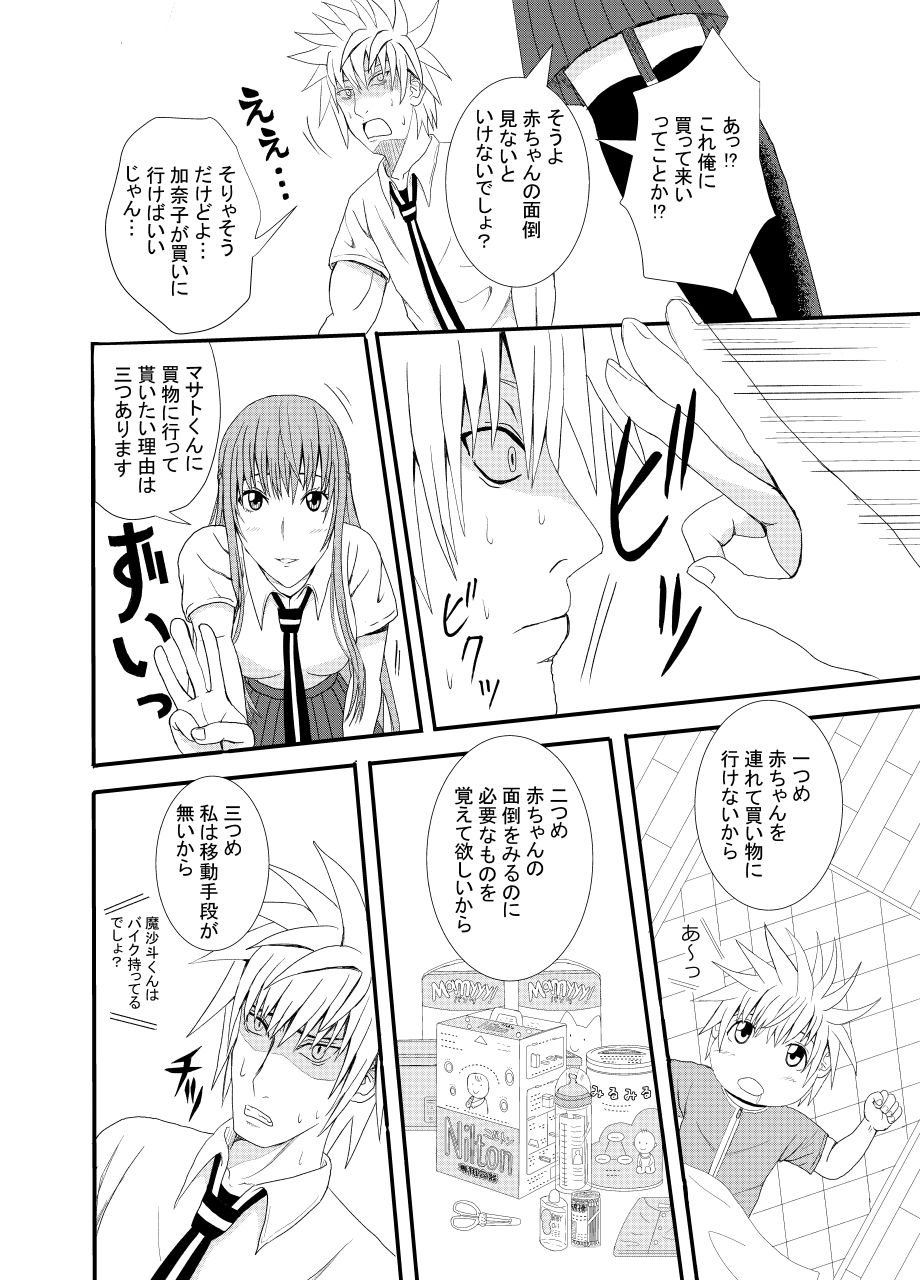 あっ!?
これ俺に
買って来い
ってことか!?
そうよ
赤ちゃんの面倒
見ないと
いけないでしょ？
ええ…
そりゃそう
だけどよ…
加奈子が買いに
行けばいい
じゃん…
ビシ
ビク
マサトくんに
買物に行って
貰いたい理由は
三つあります
ずいっ
一つめ
赤ちゃんを
連れて買い物に
行けないから
あ～っ
二つめ
赤ちゃんの
面倒をみるのに
必要なものを
覚えて欲しいから
Mamyyy
Mamyyy
みるみる
Nilton
三つめ
私は移動手段が
無いから
魔沙斗くんは
バイク持ってる
でしょ？
チッ